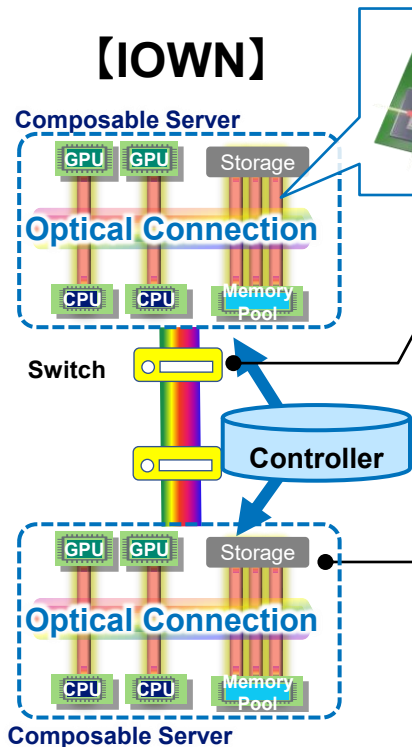 【IOWN】
Composable Server
GPU GPU Storage
Optical Connection
CPU CPU Memory
Pool
Switch
Controller
GPU GPU Storage
Optical Connection
CPU CPU Memory
Pool
Composable Server